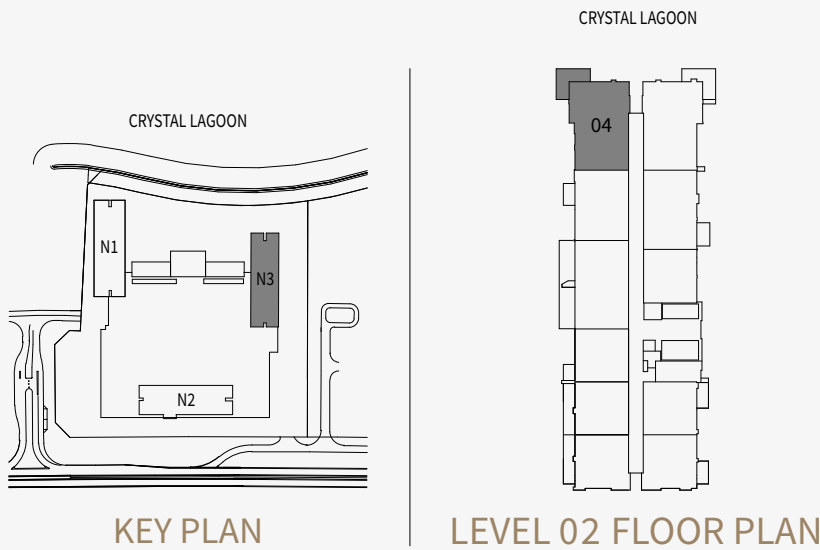 CRYSTAL LAGOON
N1
N3
N2
KEY PLAN
CRYSTAL LAGOON
04
LEVEL 02 FLOOR PLAN